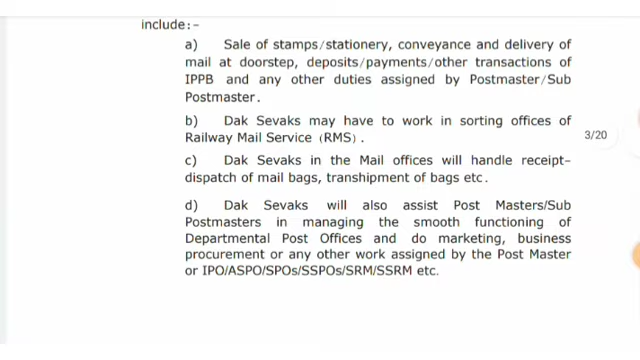 include:-
a) Sale of stamps/stationery, conveyance and delivery of
mail at doorstep, deposits/payments/other transactions of
IPPB and any other duties assigned by Postmaster/Sub
Postmaster.
b) Dak Sevaks may have to work in sorting offices of
Railway Mail Service (RMS) .
3/20
c) Dak Sevaks in the Mail offices will handle receipt-
dispatch of mail bags, transhipment of bags etc.
d) Dak Sevaks will also assist Post Masters/Sub
Postmasters in managing the smooth functioning of
Departmental Post Offices and do marketing, business
procurement or any other work assigned by the Post Master
or IPO/ASPO/SPOs/SSPOs/SRM/SSRM etc.